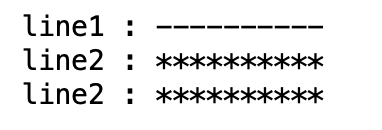 line1 : ----------
line2 : **********
line2 : **********